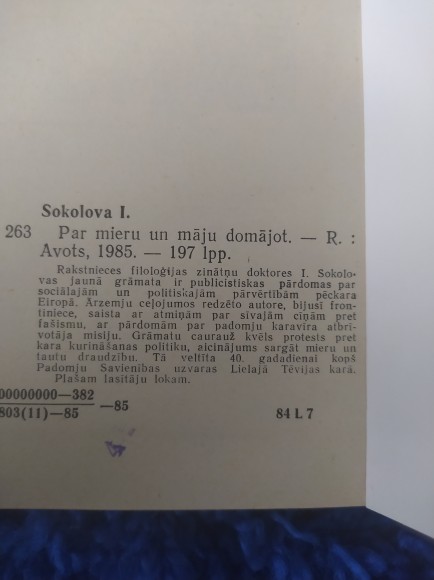 Sokolova I.
263 Par mieru un māju domājot. — R. :
Avots, 1985. — 197 lpp.
Rakstnieces filoloģijas zinātņu doktores I. Sokolo-
vas jaunā grāmata ir publicistiskas pārdomas par
sociālajām un politiskajām pārvērtībām pēckara
Eiropā. Ārzemju ceļojumos redzēto autore, bijusī fron-
tiniece, saista ar atmiņām par sīvajām cīņām pret
fašismu, ar pārdomām par padomju karavīra atbrī-
votāja misiju. Grāmatu caurauž kvēls protests pret
kara kurināšanas politiku, aicinājums sargāt mieru un
tautu draudzību. Tā veltīta 40. gadadienai kopš
Padomju Savienības uzvaras Lielajā Tēvijas karā.
Plašam lasītāju lokam.
00000000—382
803(11)—85 —85 84 L 7